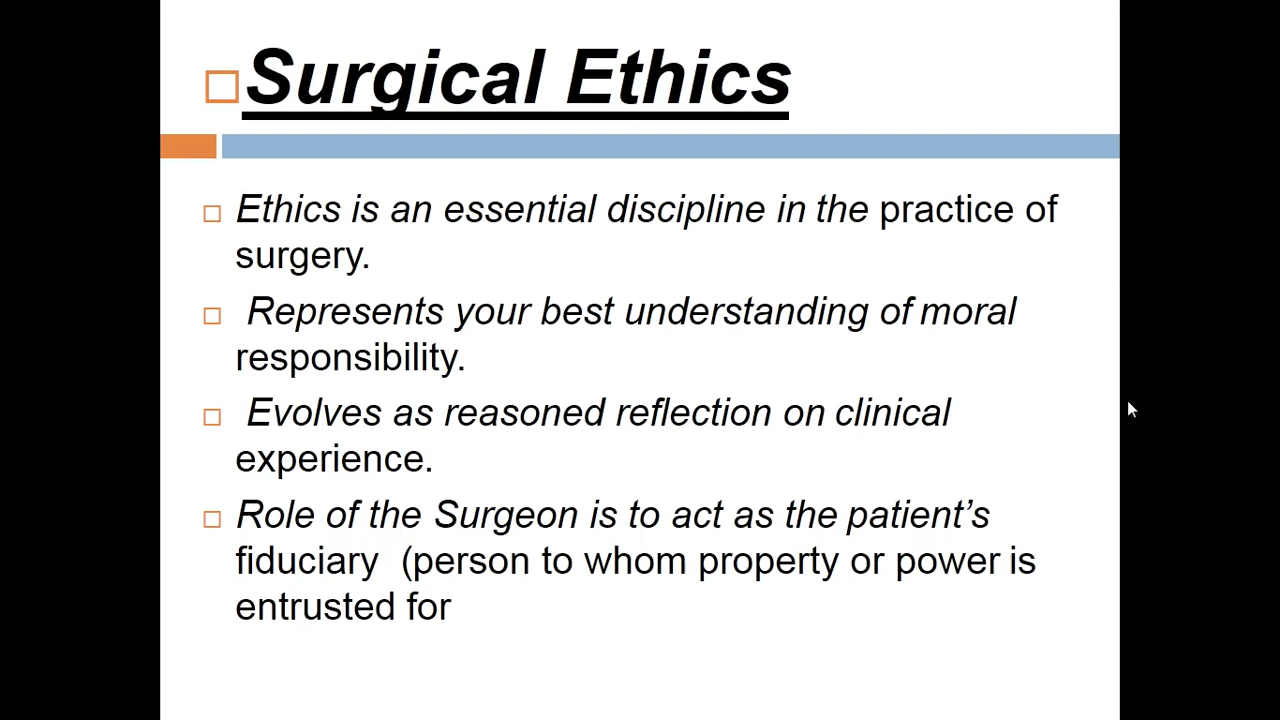 Surgical Ethics
Ethics is an essential discipline in the practice of
surgery.
Represents your best understanding of moral
responsibility.
Evolves as reasoned reflection on clinical
experience.
Role of the Surgeon is to act as the patient’s
fiduciary (person to whom property or power is
entrusted for